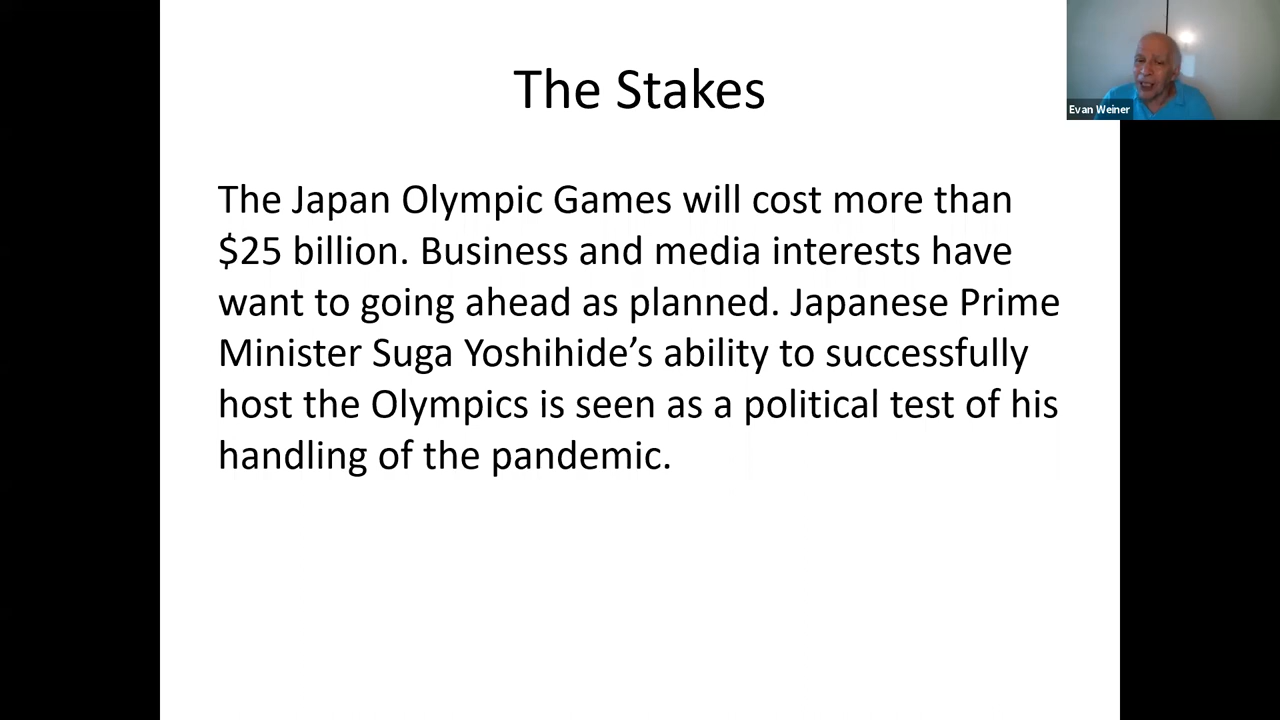 The Stakes
Evan Weiner
The Japan Olympic Games will cost more than
$25 billion. Business and media interests have
want to going ahead as planned. Japanese Prime
Minister Suga Yoshihide’s ability to successfully
host the Olympics is seen as a political test of his
handling of the pandemic.